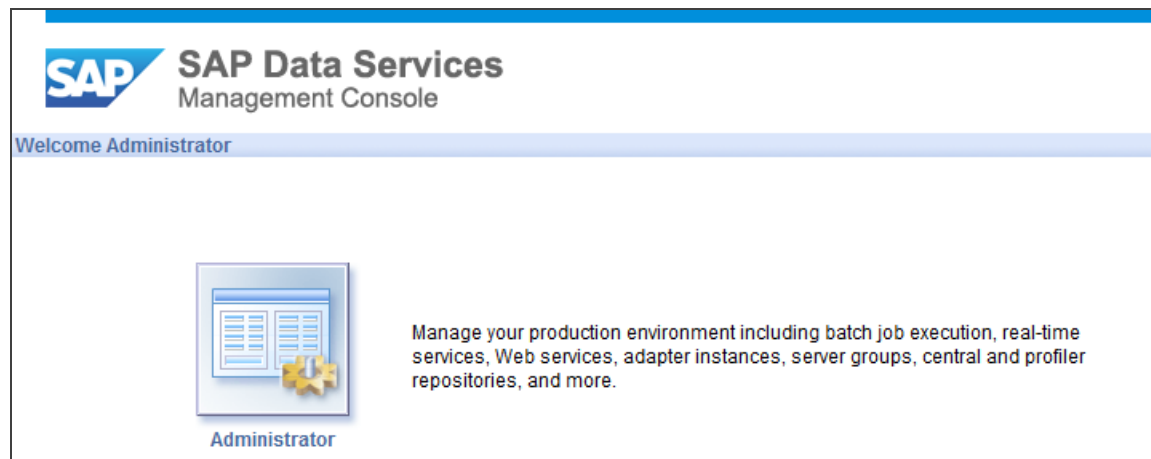 SAP
SAP Data Services
Management Console
Welcome Administrator
Manage your production environment including batch job execution, real-time
services, Web services, adapter instances, server groups, central and profiler
repositories, and more.
Administrator